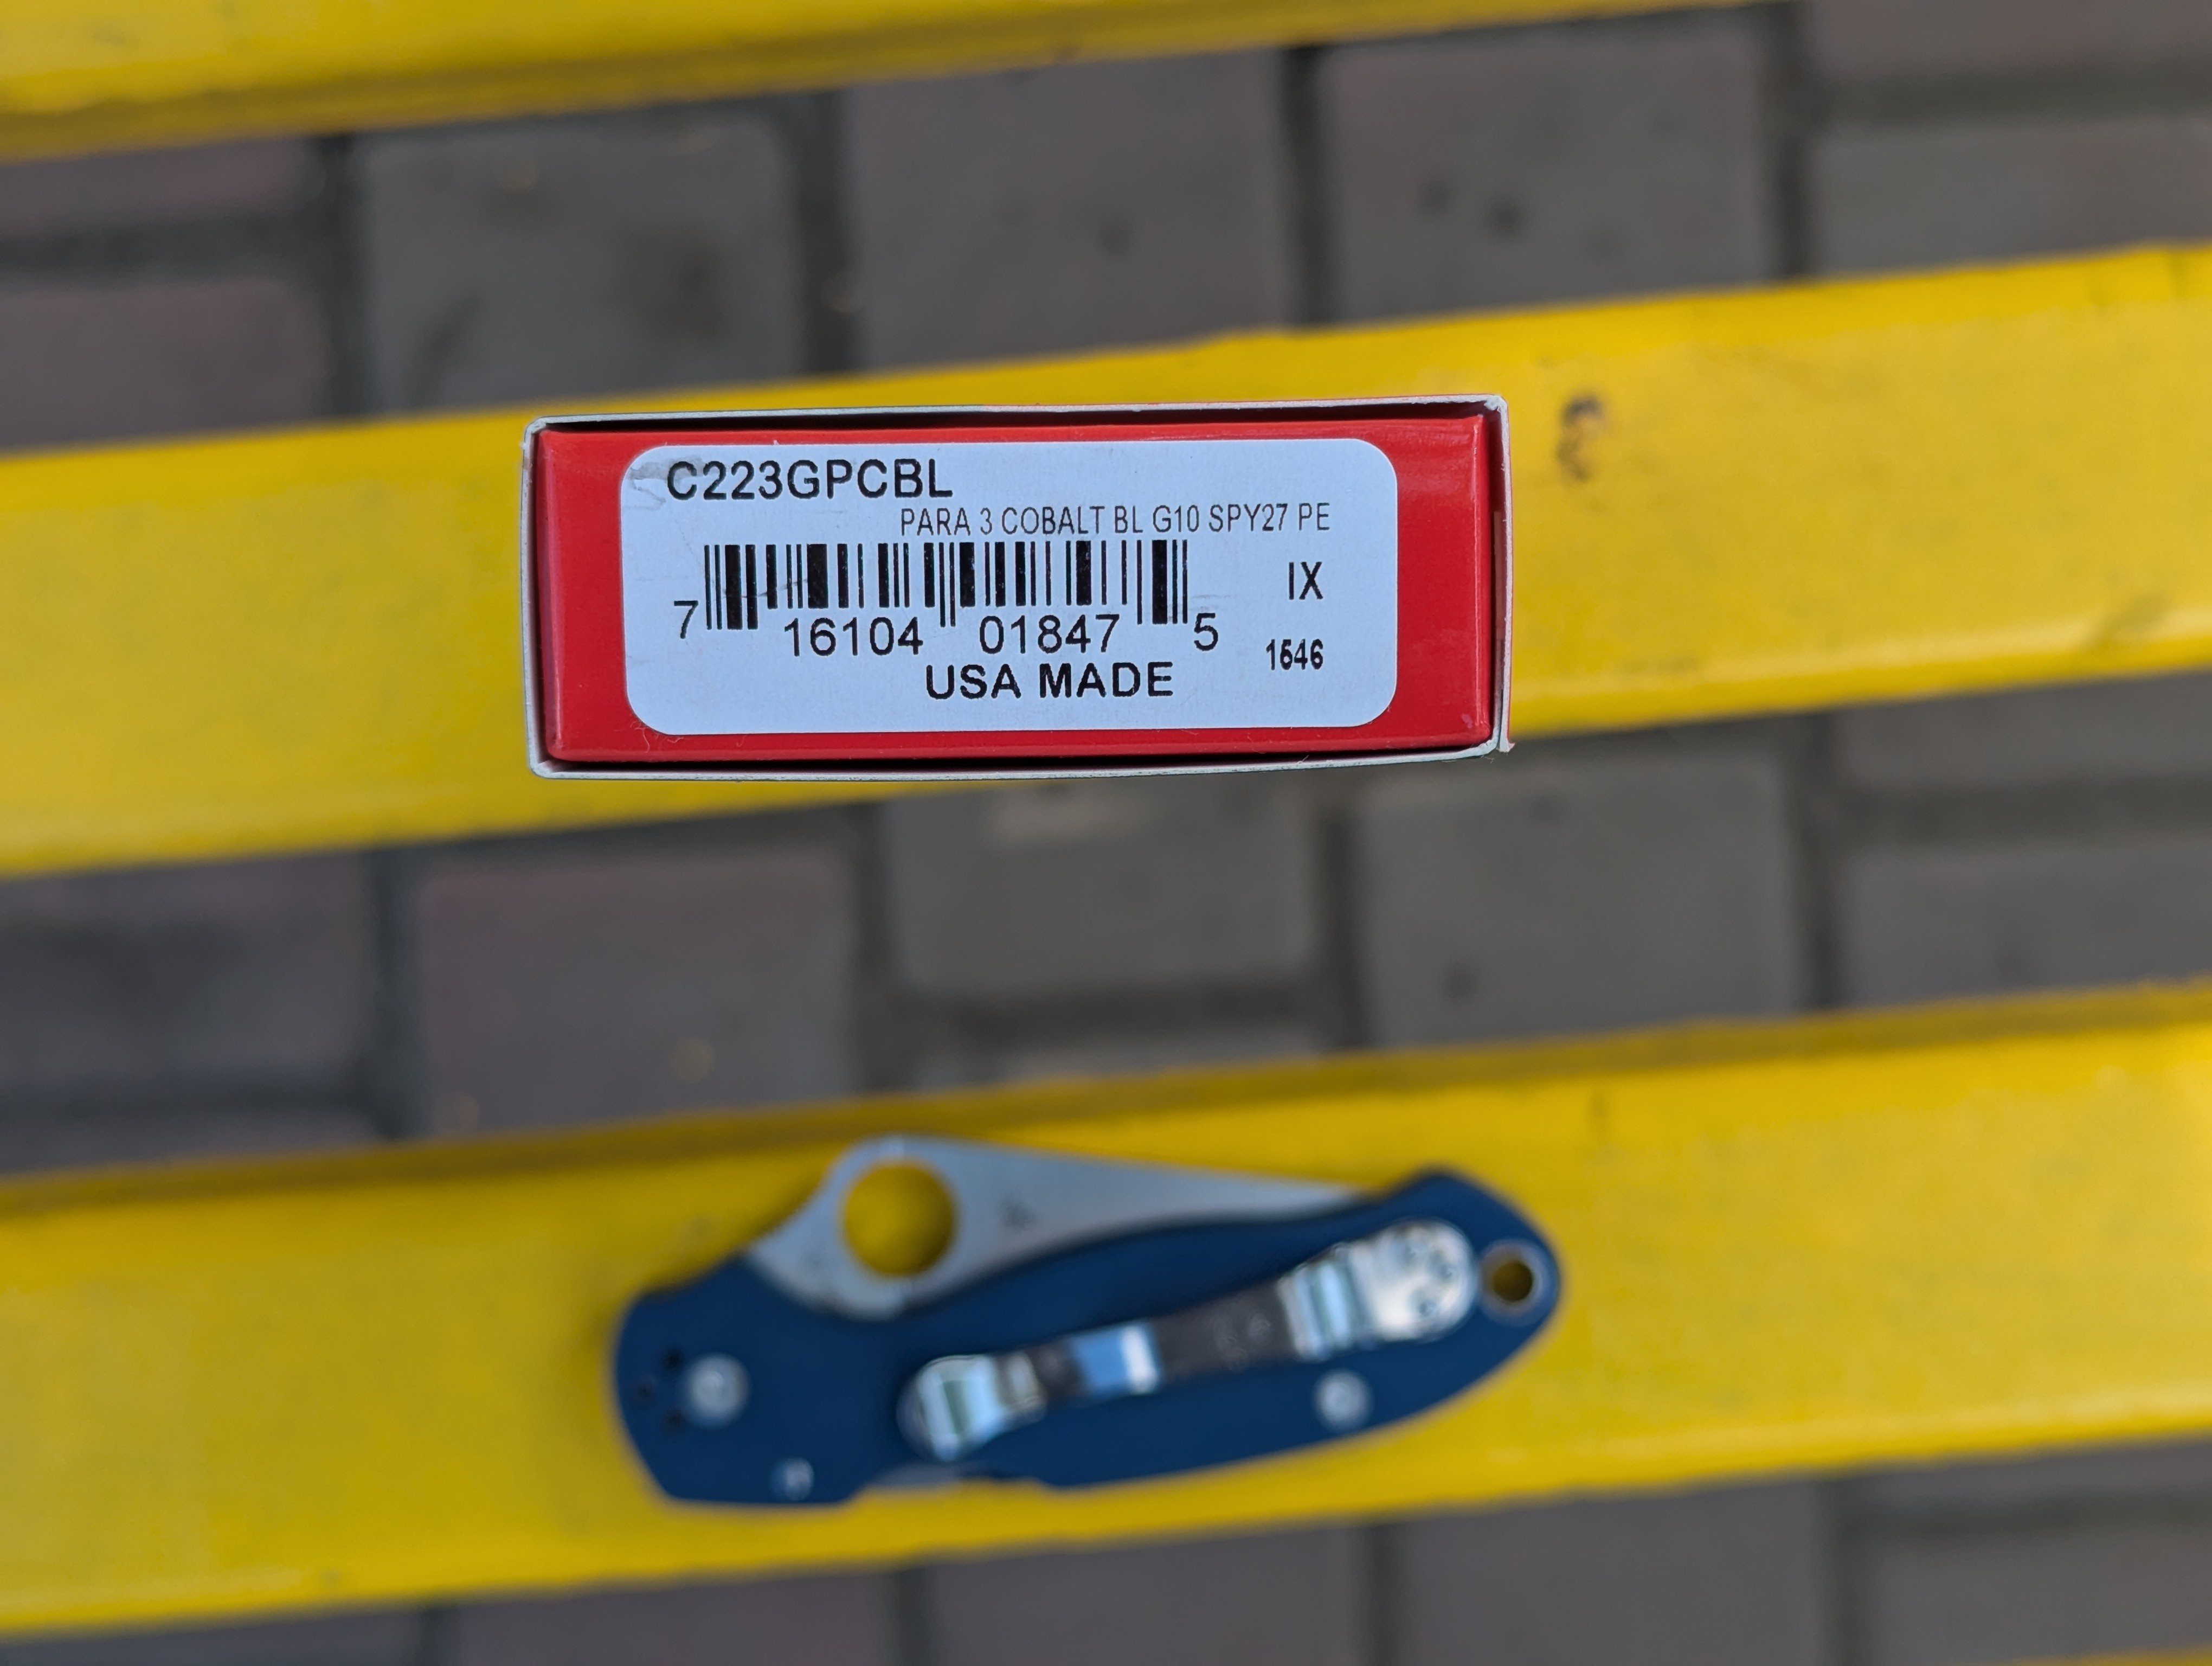 C223GPCBL
PARA 3 COBALT BL G10 SPY27 PE
IX
7 16104 01847 5
1646
USA MADE